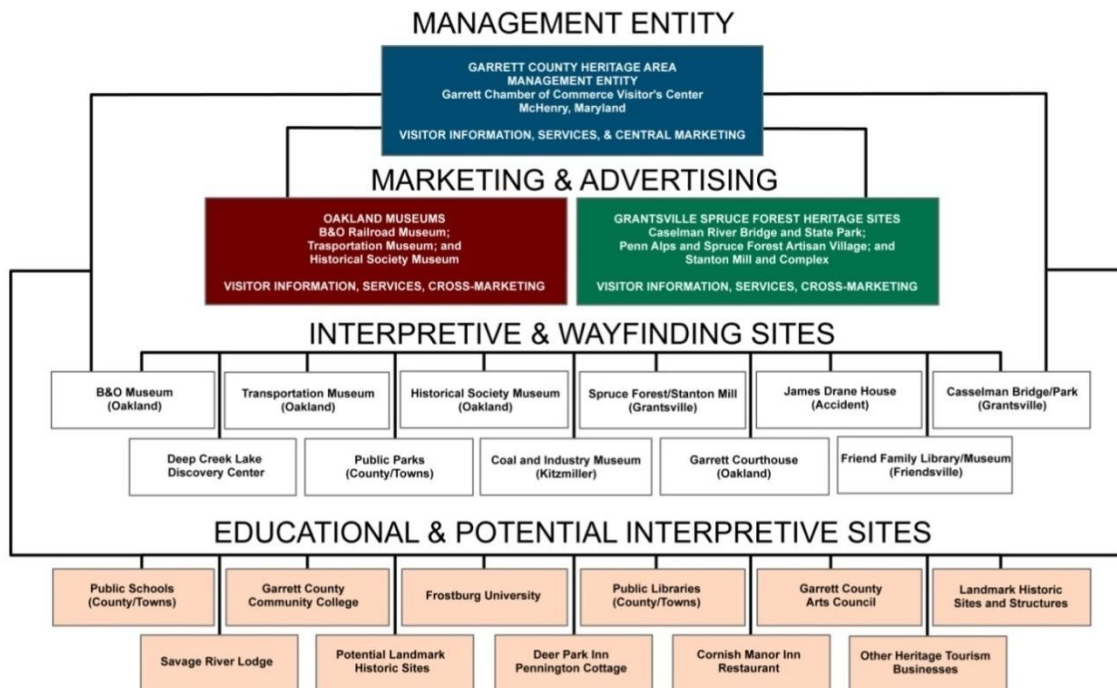 MANAGEMENT ENTITY
GARRETT COUNTY HERITAGE AREA
MANAGEMENT ENTITY
Garrett Chamber of Commerce Visitor's Center
McHenry, Maryland
VISITOR INFORMATION, SERVICES, & CENTRAL MARKETING
MARKETING & ADVERTISING
OAKLAND MUSEUMS
B&O Railroad Museum;
Trasportation Museum; and
Historical Society Museum
VISITOR INFORMATION, SERVICES, CROSS-MARKETING
GRANTSVILLE SPRUCE FOREST HERITAGE SITES
Caselman River Bridge and State Park;
Penn Alps and Spruce Forest Artisan Village; and
Stanton Mill and Complex
VISITOR INFORMATION, SERVICES, CROSS-MARKETING
INTERPRETIVE & WAYFINDING SITES
B&O Museum
(Oakland)
Transportation Museum
(Oakland)
Historical Society Museum
(Oakland)
Spruce Forest/Stanton Mill
(Grantsville)
James Drane House
(Accident)
Casselman Bridge/Park
(Grantsville)
Deep Creek Lake
Discovery Center
Public Parks
(County/Towns)
Coal and Industry Museum
(Kitzmiller)
Garrett Courthouse
(Oakland)
Friend Family Library/Museum
(Friendsville)
EDUCATIONAL & POTENTIAL INTERPRETIVE SITES
Public Schools
(County/Towns)
Garrett County
Community College
Frostburg University
Public Libraries
(County/Towns)
Garrett County
Arts Council
Landmark Historic
Sites and Structures
Savage River Lodge
Potential Landmark
Historic Sites
Deer Park Inn
Pennington Cottage
Cornish Manor Inn
Restaurant
Other Heritage Tourism
Businesses